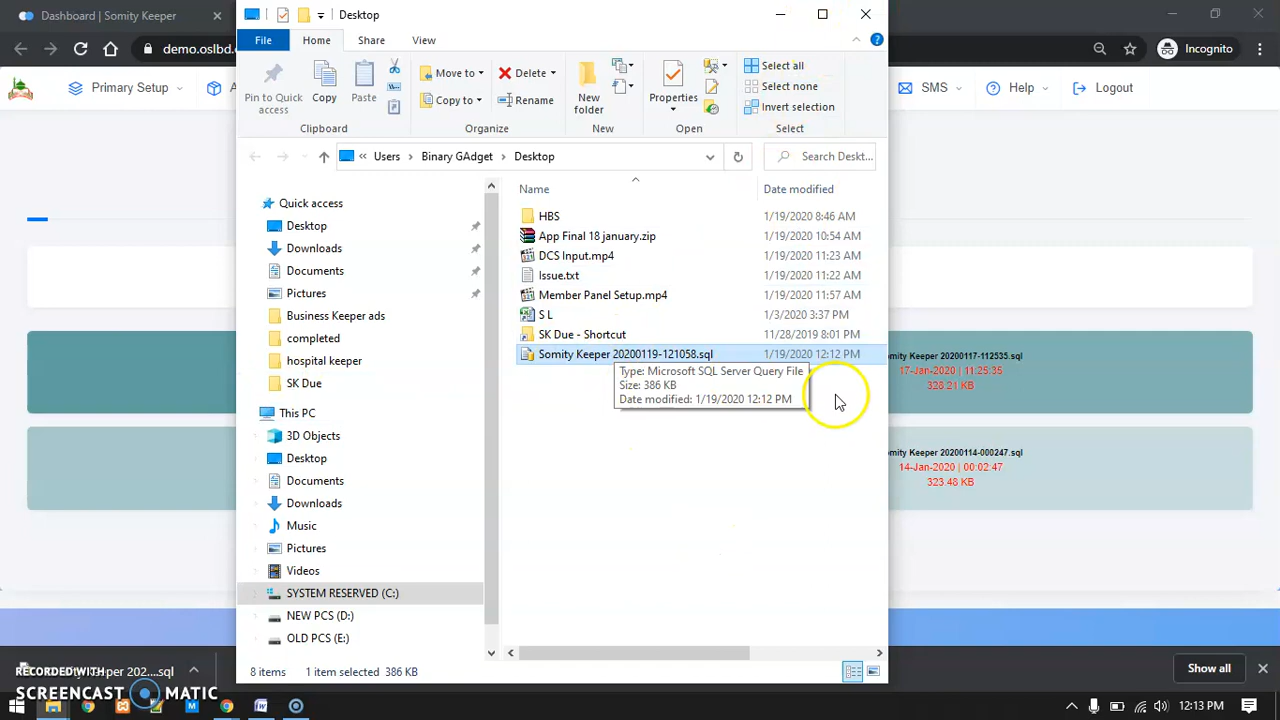 Dashboard | Somity Keeper
Desktop
File
Home
Share
View
demo.oslbd.
Incognito
Primary Setup
SMS
Help
Logout
Pin to Quick access
Copy
Paste
Move to
Copy to
Delete
Rename
New folder
Properties
Select all
Select none
Invert selection
Clipboard
Organize
New
Open
Select
Users
Binary GAdget
Desktop
Search Deskt...
Name
Date modified
Quick access
Desktop
Downloads
Documents
Pictures
Business Keeper ads
completed
hospital keeper
SK Due
This PC
3D Objects
Desktop
Documents
Downloads
Music
Pictures
Videos
SYSTEM RESERVED (C:)
NEW PCS (D:)
OLD PCS (E:)
HBS 1/19/2020 8:46 AM
App Final 18 january.zip 1/19/2020 10:54 AM
DCS Input.mp4 1/19/2020 11:23 AM
Issue.txt 1/19/2020 11:22 AM
Member Panel Setup.mp4 1/19/2020 11:57 AM
S L 1/3/2020 3:37 PM
SK Due - Shortcut 11/28/2019 8:01 PM
Somity Keeper 20200119-121058.sql 1/19/2020 12:12 PM
Type: Microsoft SQL Server Query File
Size: 386 KB
Date modified: 1/19/2020 12:12 PM
omity Keeper 20200117-112535.sql
17-Jan-2020 | 11:25:35
328.21 KB
omity Keeper 20200114-000247.sql
14-Jan-2020 | 00:02:47
323.48 KB
8 items 1 item selected 386 KB
202....sql
Show all
RECORDED WITH
SCREENCAST MATIC
12:13 PM